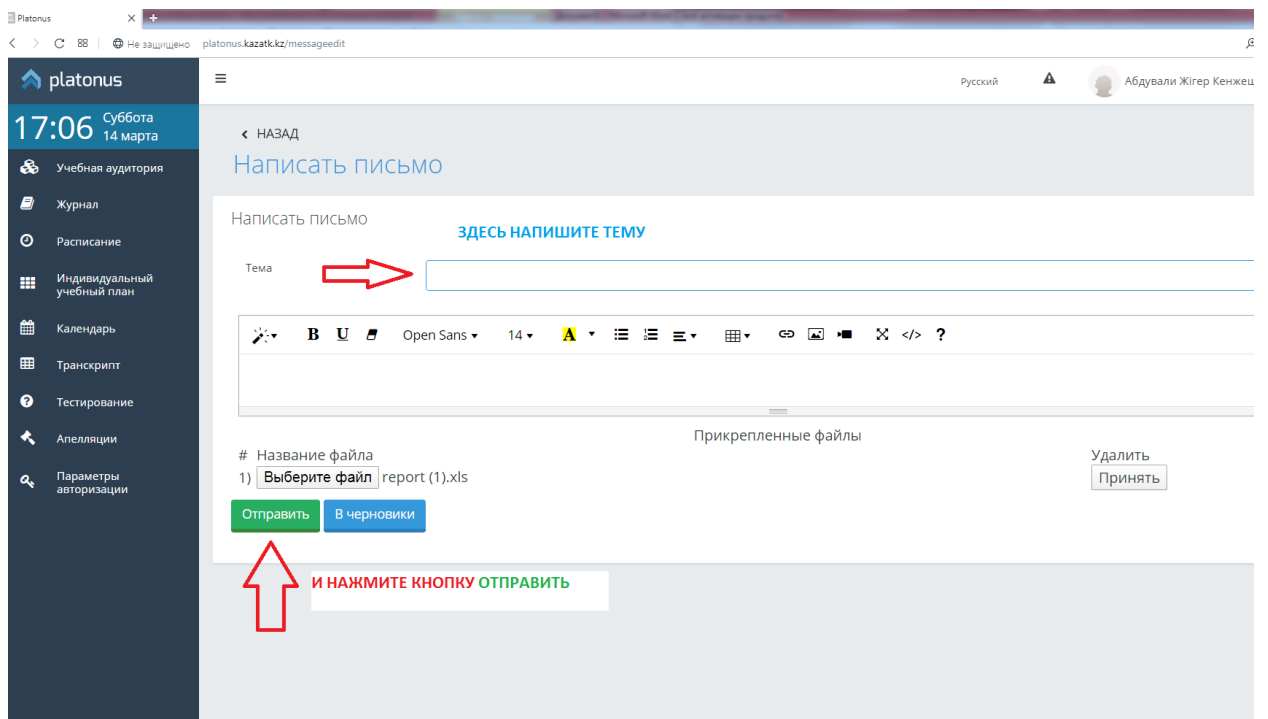 Platonus
Не защищено platonus.kazatk.kz/messageedit
platonus
Русский
Абдували Жігер Кенжеш
17:06 Суббота
14 марта
Учебная аудитория
Журнал
Расписание
Индивидуальный
учебный план
Календарь
Транскрипт
Тестирование
Апелляции
Параметры
авторизации
НАЗАД
Написать письмо
Написать письмо
ЗДЕСЬ НАПИШИТЕ ТЕМУ
Тема
B U Open Sans 14 A </> ?
Прикрепленные файлы
# Название файла Удалить
1) Выберите файл report (1).xls Принять
Отправить В черновики
И НАЖМИТЕ КНОПКУ ОТПРАВИТЬ